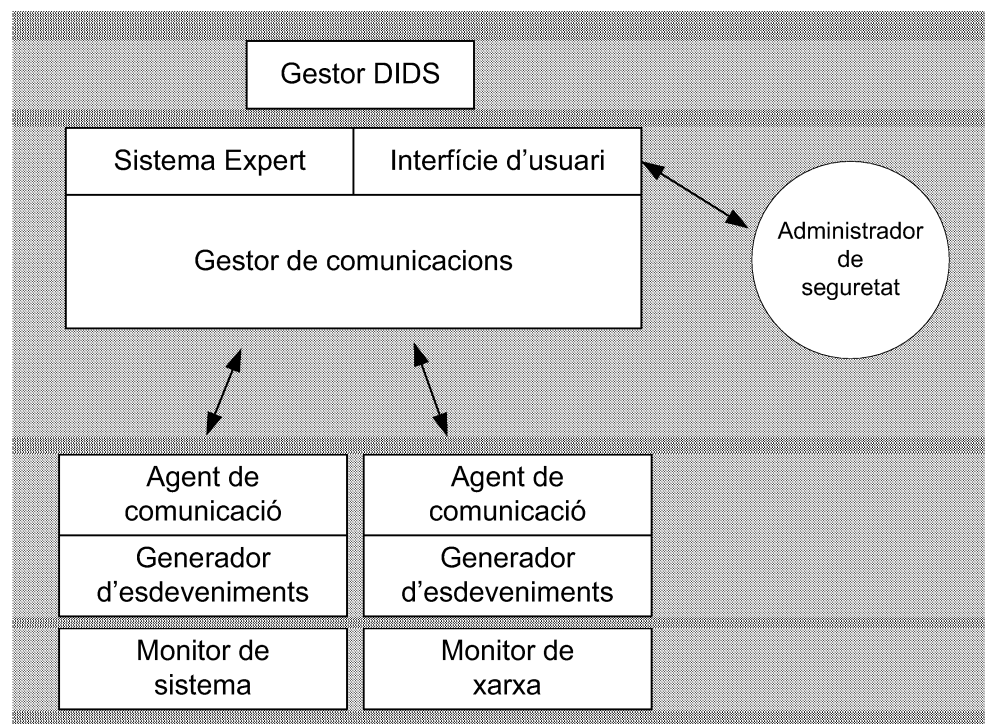 Gestor DIDS
Sistema Expert
Interfície d'usuari
Gestor de comunicacions
Administrador
de
seguretat
Agent de
comunicació
Generador
d'esdeveniments
Monitor de
sistema
Agent de
comunicació
Generador
d'esdeveniments
Monitor de
xarxa